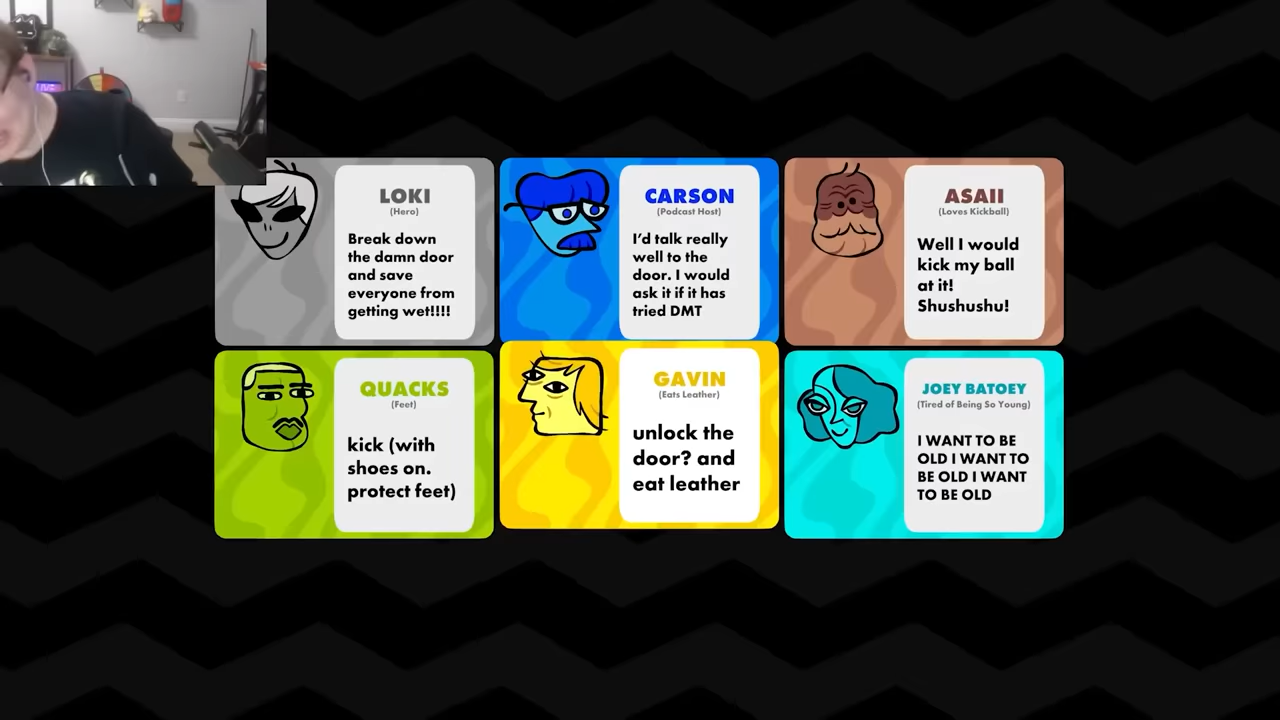 LOKI
(Hero)
Break down
the damn door
and save
everyone from
getting wet!!!!
CARSON
(Podcast Host)
I'd talk really
well to the
door. I would
ask it if it has
tried DMT
ASAII
(Loves Kickball)
Well I would
kick my ball
at it!
Shushushu!
QUACKS
(Feet)
kick (with
shoes on.
protect feet)
GAVIN
(Eats Leather)
unlock the
door? and
eat leather
JOEY BATOEY
(Tired of Being So Young)
I WANT TO BE
OLD I WANT TO
BE OLD I WANT
TO BE OLD